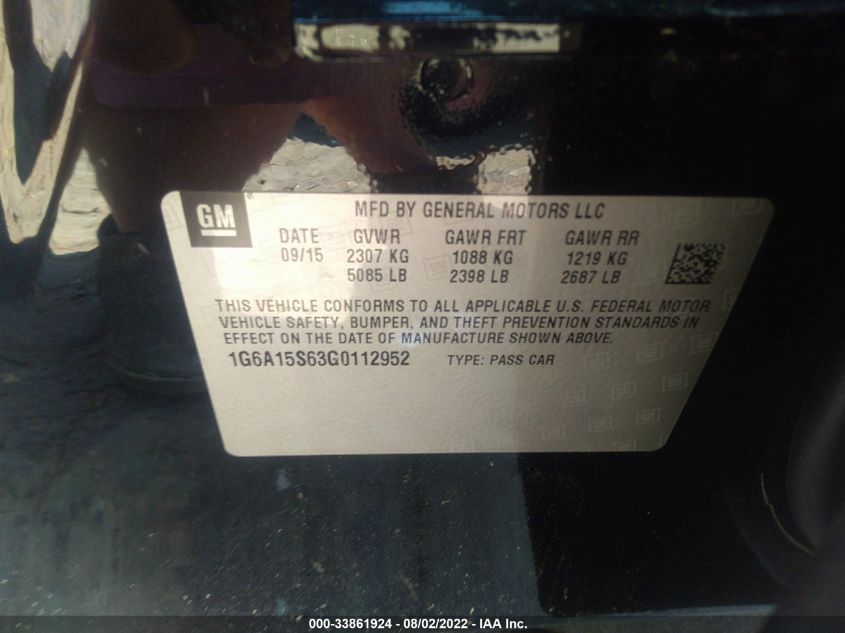 GM ®
MFD BY GENERAL MOTORS LLC
DATE GVWR GAWR FRT GAWR RR
09/15 2307 KG 1088 KG 1219 KG
5085 LB 2398 LB 2687 LB
THIS VEHICLE CONFORMS TO ALL APPLICABLE U.S. FEDERAL MOTOR
VEHICLE SAFETY, BUMPER, AND THEFT PREVENTION STANDARDS IN
EFFECT ON THE DATE OF MANUFACTURE SHOWN ABOVE.
1G6A15S63G0112952 TYPE: PASS CAR
000-33861924 - 08/02/2022 - IAA Inc.